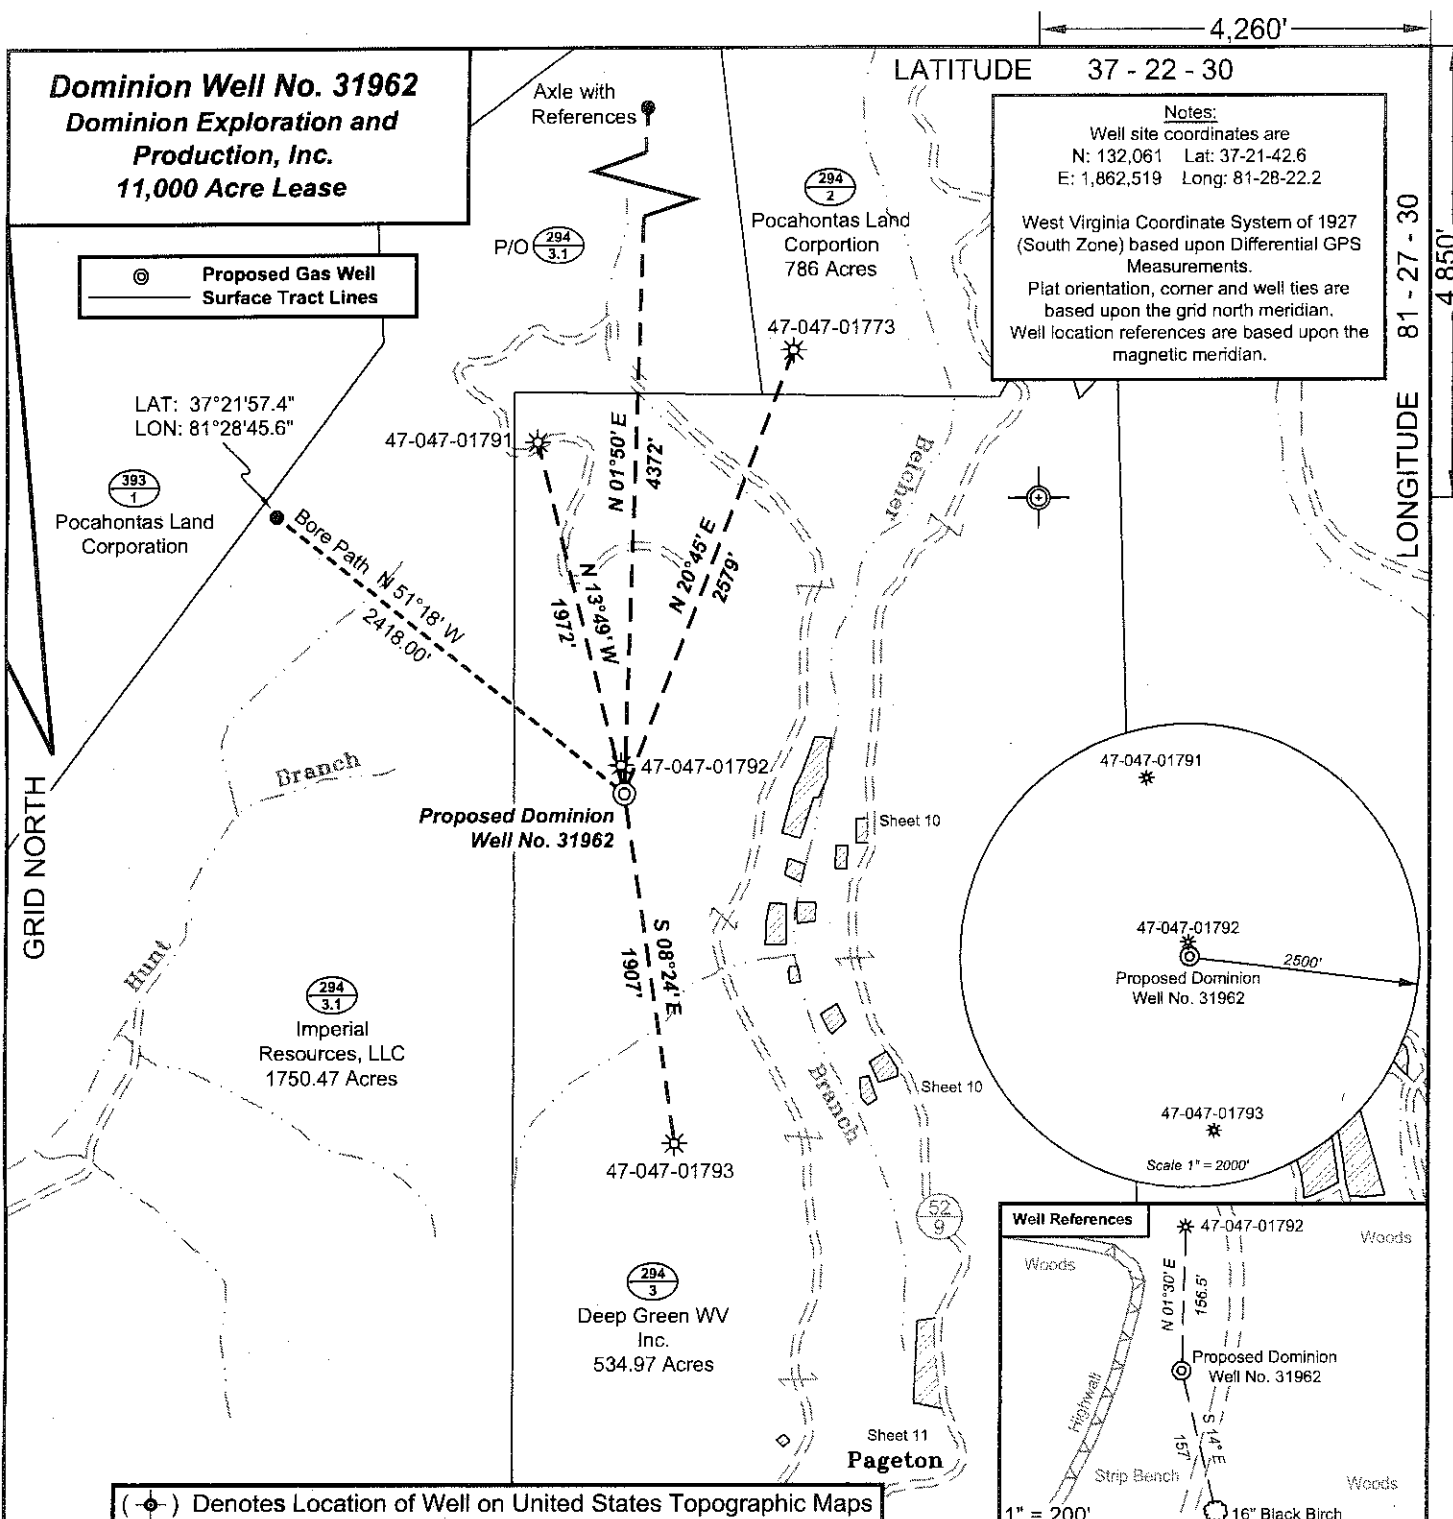 4,260'
Dominion Well No. 31962
Dominion Exploration and
Production, Inc.
11,000 Acre Lease
Axle with
References
LATITUDE 37 - 22 - 30
Notes:
Well site coordinates are
N: 132,061 Lat: 37-21-42.6
E: 1,862,519 Long: 81-28-22.2
West Virginia Coordinate System of 1927
(South Zone) based upon Differential GPS
Measurements.
Plat orientation, corner and well ties are
based upon the grid north meridian.
Well location references are based upon the
magnetic meridian.
LONGITUDE 81 - 27 - 30
4,850'
294
2
Pocahontas Land
Corportion
786 Acres
P/O 294
3.1
Proposed Gas Well
Surface Tract Lines
47-047-01773
LAT: 37°21'57.4"
LON: 81°28'45.6"
47-047-01791
393
1
Pocahontas Land
Corporation
Bore Path N 51°18' W
2418.00'
N 13°49' W
1972'
N 01°50' E
4372'
N 20°45' E
2579'
Belcher
47-047-01792
Proposed Dominion
Well No. 31962
Branch
Hunt
GRID NORTH
Sheet 10
S 08°24' E
1907'
294
3.1
Imperial
Resources, LLC
1750.47 Acres
47-047-01793
Branch
Sheet 10
52
9
47-047-01791
47-047-01792
2500'
Proposed Dominion
Well No. 31962
47-047-01793
Scale 1" = 2000'
294
3
Deep Green WV
Inc.
534.97 Acres
Sheet 11
Pageton
Well References
47-047-01792
Woods
Woods
N 01°30' E
156.5'
Proposed Dominion
Well No. 31962
Highwall
S 14° E
157'
Strip Bench
Woods
1" = 200'
16" Black Birch
( ) Denotes Location of Well on United States Topographic Maps